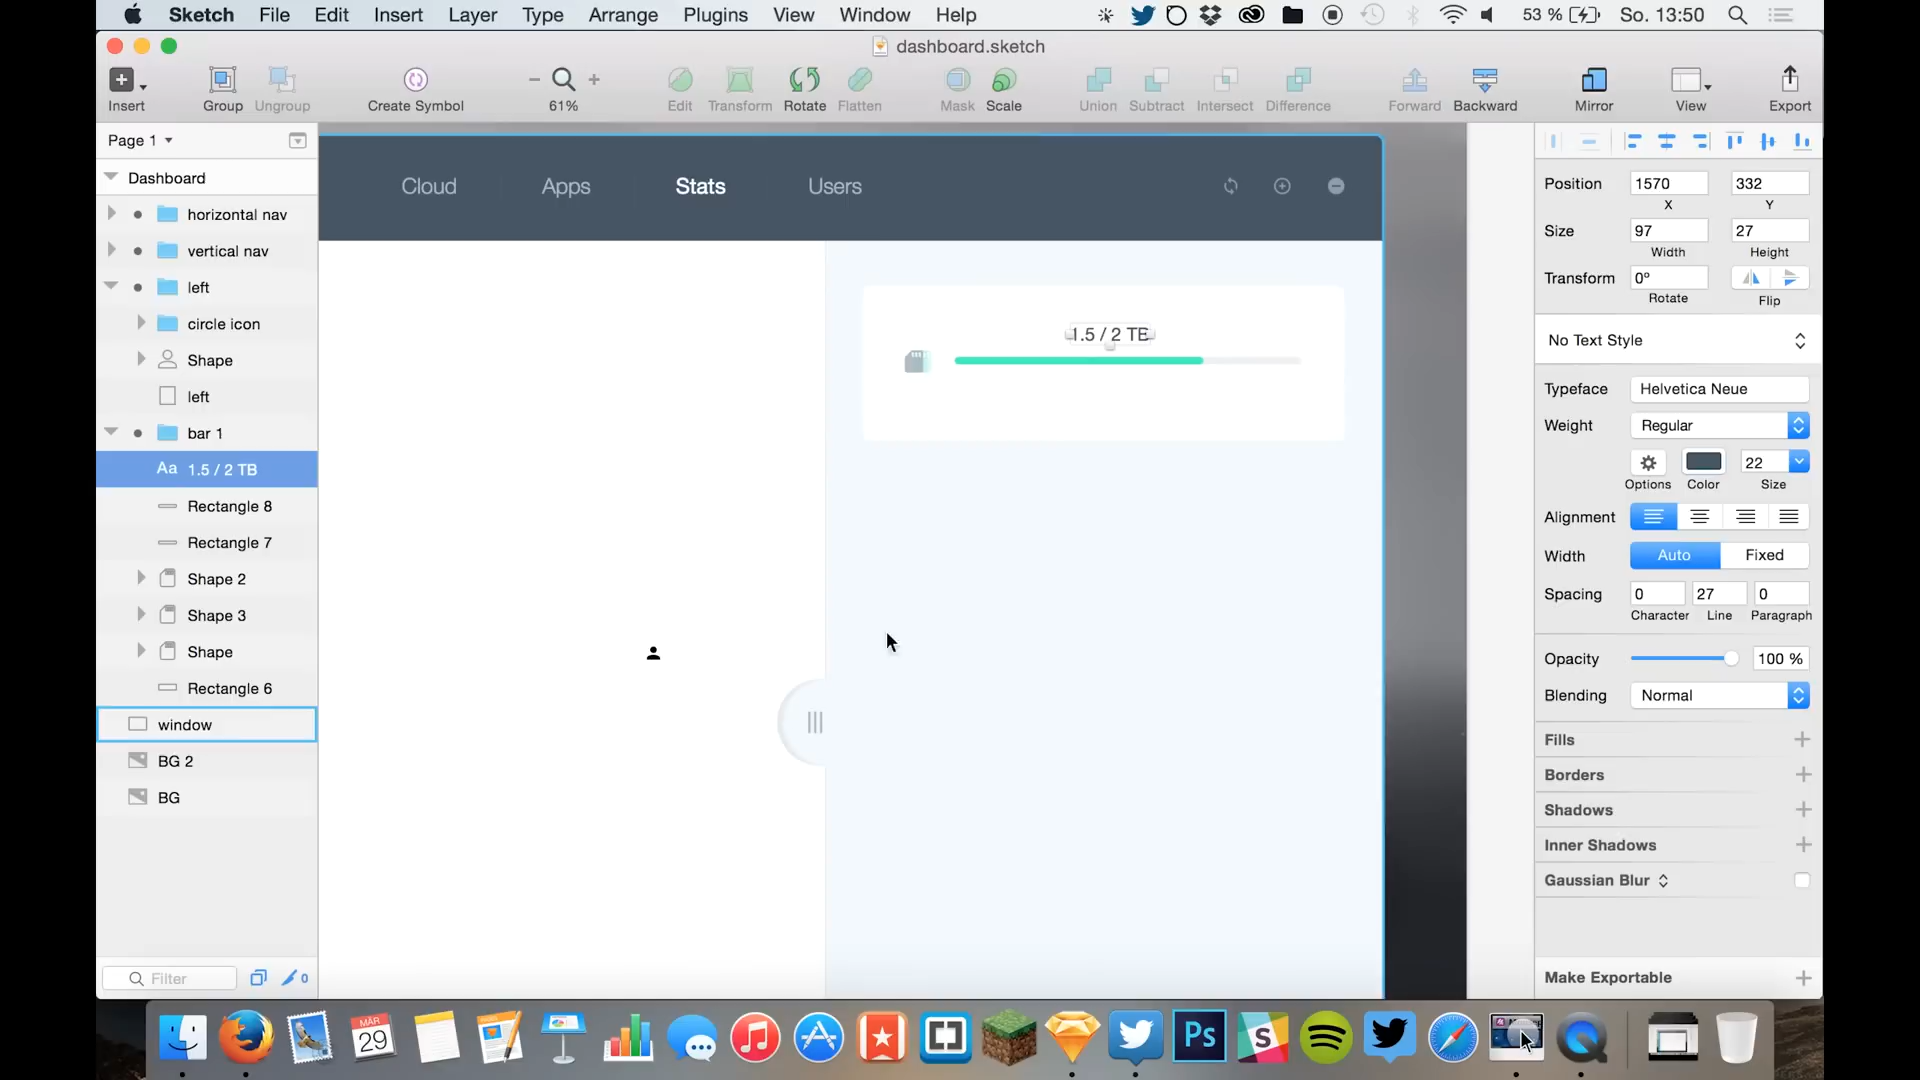 Sketch File Edit Insert Layer Type Arrange Plugins View Window Help 53 % So. 13:50
dashboard.sketch
Insert Group Ungroup Create Symbol 61% Edit Transform Rotate Flatten Mask Scale Union Subtract Intersect Difference Forward Backward Mirror View Export
Page 1
Dashboard
horizontal nav
vertical nav
left
circle icon
Shape
left
bar 1
Aa 1.5 / 2 TB
Rectangle 8
Rectangle 7
Shape 2
Shape 3
Shape
Rectangle 6
window
BG 2
BG
Filter
0
Cloud Apps Stats Users
1.5 / 2 TB
Position 1570 332
X Y
Size 97 27
Width Height
Transform 0°
Rotate Flip
No Text Style
Typeface Helvetica Neue
Weight Regular
22
Options Color Size
Alignment
Width Auto Fixed
Spacing 0 27 0
Character Line Paragraph
Opacity 100 %
Blending Normal
Fills
Borders
Shadows
Inner Shadows
Gaussian Blur
Make Exportable
MÄR
29
Ps